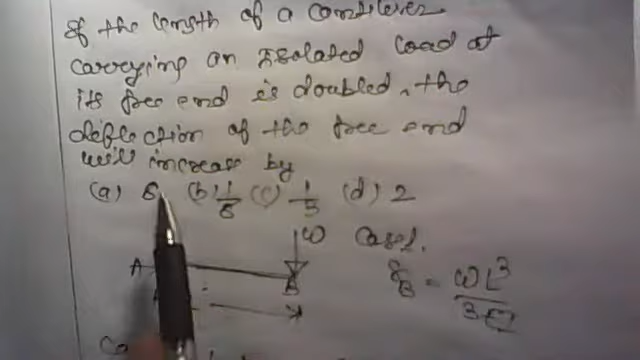 If the length of a cantilever
carrying an isolated load at
its free end is doubled, the
deflection of the free end
will increase by
(a) 8 (b) 1/8 (c) 1/3 (d) 2
W Case1.
A B
δB = WL³/3EI